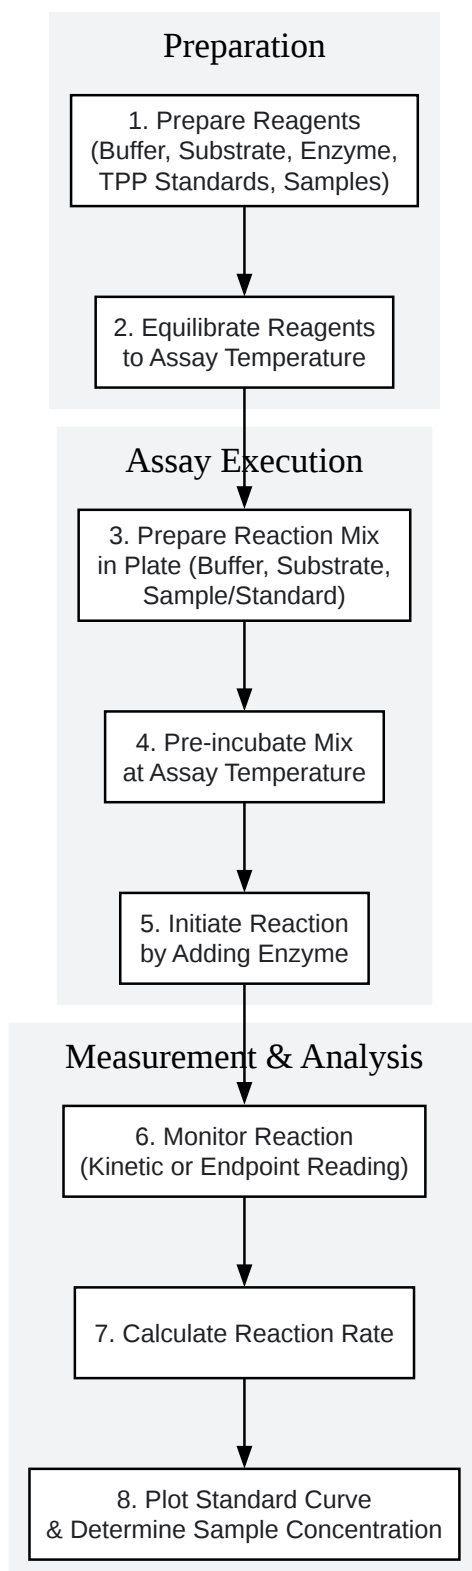 Preparation
1. Prepare Reagents
(Buffer, Substrate, Enzyme,
TPP Standards, Samples)
2. Equilibrate Reagents
to Assay Temperature
Assay Execution
3. Prepare Reaction Mix
in Plate (Buffer, Substrate,
Sample/Standard)
4. Pre-incubate Mix
at Assay Temperature
5. Initiate Reaction
by Adding Enzyme
Measurement & Analysis
6. Monitor Reaction
(Kinetic or Endpoint Reading)
7. Calculate Reaction Rate
8. Plot Standard Curve
& Determine Sample Concentration